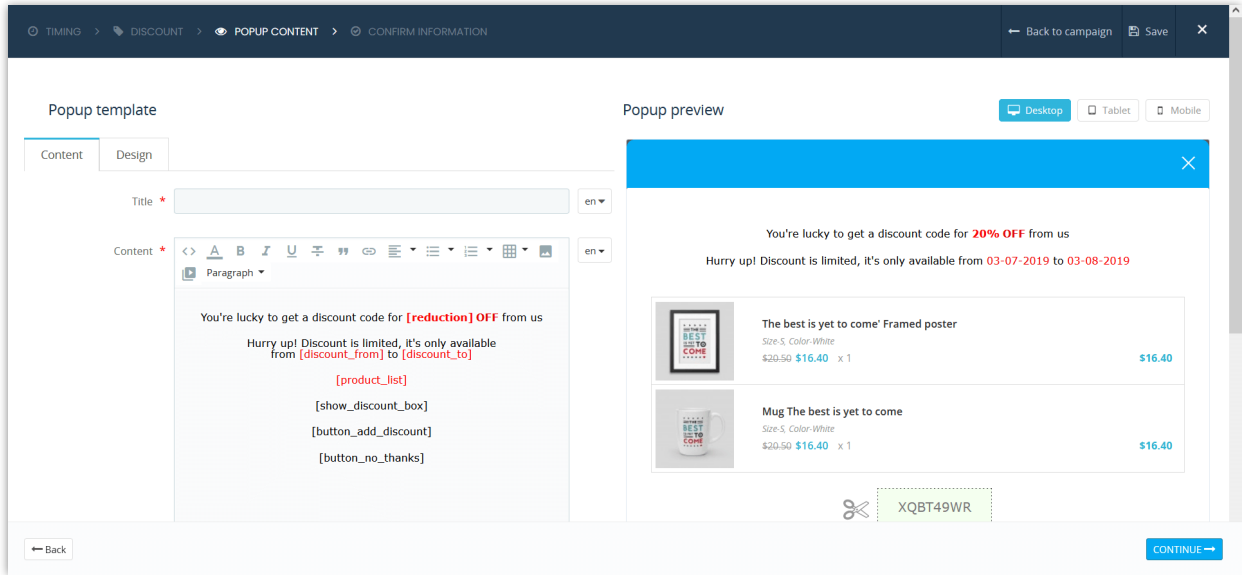 TIMING > DISCOUNT > POPUP CONTENT > CONFIRM INFORMATION
Back to campaign
Save
Popup template
Content
Design
Title *
en
Content *
A B I U
Paragraph
en
You're lucky to get a discount code for [reduction] OFF from us
Hurry up! Discount is limited, it's only available
from [discount_from] to [discount_to]
[product_list]
[show_discount_box]
[button_add_discount]
[button_no_thanks]
Popup preview
Desktop
Tablet
Mobile
You're lucky to get a discount code for 20% OFF from us
Hurry up! Discount is limited, it's only available from 03-07-2019 to 03-08-2019
BEST
TO
COME
The best is yet to come' Framed poster
Size-S, Color-White
$20.50 $16.40 x 1 $16.40
BEST
TO
COME
Mug The best is yet to come
Size-S, Color-White
$20.50 $16.40 x 1 $16.40
XQBT49WR
Back
CONTINUE